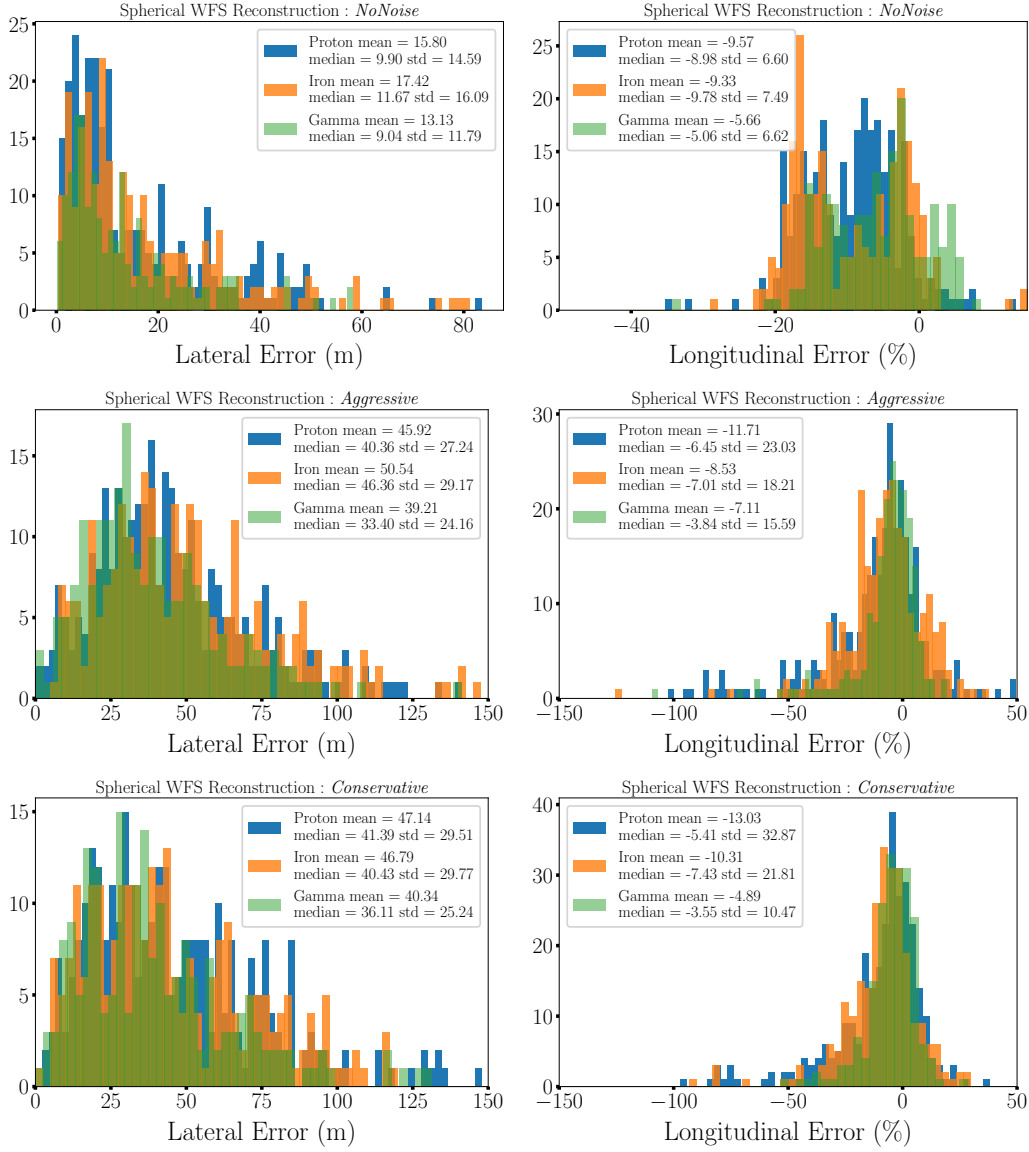 Spherical WFS Reconstruction : NoNoise
25
20
15
10
5
0
Proton mean = 15.80
median = 9.90 std = 14.59
Iron mean = 17.42
median = 11.67 std = 16.09
Gamma mean = 13.13
median = 9.04 std = 11.79
0 20 40 60 80
Lateral Error (m)
Spherical WFS Reconstruction : NoNoise
25
20
15
10
5
0
Proton mean = -9.57
median = -8.98 std = 6.60
Iron mean = -9.33
median = -9.78 std = 7.49
Gamma mean = -5.66
median = -5.06 std = 6.62
−40 −20 0
Longitudinal Error (%)
Spherical WFS Reconstruction : Aggressive
15
10
5
0
Proton mean = 45.92
median = 40.36 std = 27.24
Iron mean = 50.54
median = 46.36 std = 29.17
Gamma mean = 39.21
median = 33.40 std = 24.16
0 25 50 75 100 125 150
Lateral Error (m)
Spherical WFS Reconstruction : Aggressive
30
20
10
0
Proton mean = -11.71
median = -6.45 std = 23.03
Iron mean = -8.53
median = -7.01 std = 18.21
Gamma mean = -7.11
median = -3.84 std = 15.59
−150 −100 −50 0 50
Longitudinal Error (%)
Spherical WFS Reconstruction : Conservative
15
10
5
0
Proton mean = 47.14
median = 41.39 std = 29.51
Iron mean = 46.79
median = 40.43 std = 29.77
Gamma mean = 40.34
median = 36.11 std = 25.24
0 25 50 75 100 125 150
Lateral Error (m)
Spherical WFS Reconstruction : Conservative
40
30
20
10
0
Proton mean = -13.03
median = -5.41 std = 32.87
Iron mean = -10.31
median = -7.43 std = 21.81
Gamma mean = -4.89
median = -3.55 std = 10.47
−150 −100 −50 0 50
Longitudinal Error (%)